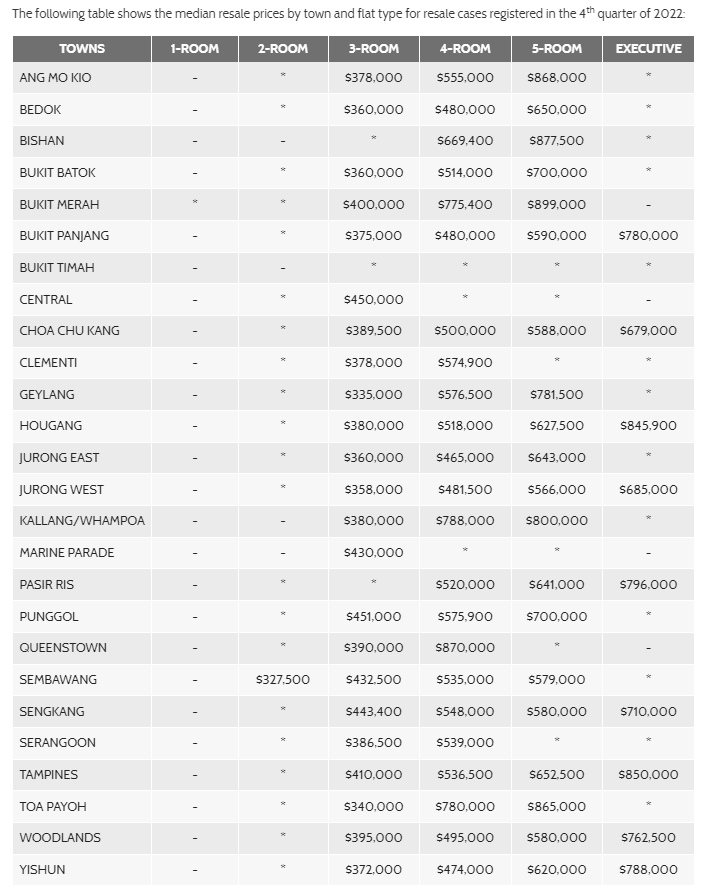 The following table shows the median resale prices by town and flat type for resale cases registered in the 4th quarter of 2022:
TOWNS 1-ROOM 2-ROOM 3-ROOM 4-ROOM 5-ROOM EXECUTIVE
ANG MO KIO - * $378,000 $555,000 $868,000 *
BEDOK - * $360,000 $480,000 $650,000 *
BISHAN - - * $669,400 $877,500 *
BUKIT BATOK - * $360,000 $514,000 $700,000 *
BUKIT MERAH * * $400,000 $775,400 $899,000 -
BUKIT PANJANG - * $375,000 $480,000 $590,000 $780,000
BUKIT TIMAH - - * * * *
CENTRAL - * $450,000 * * -
CHOA CHU KANG - * $389,500 $500,000 $588,000 $679,000
CLEMENTI - * $378,000 $574,900 * *
GEYLANG - * $335,000 $576,500 $781,500 *
HOUGANG - * $380,000 $518,000 $627,500 $845,900
JURONG EAST - * $360,000 $465,000 $643,000 *
JURONG WEST - * $358,000 $481,500 $566,000 $685,000
KALLANG/WHAMPOA - - $380,000 $788,000 $800,000 *
MARINE PARADE - - $430,000 * * -
PASIR RIS - * * $520,000 $641,000 $796,000
PUNGGOL - * $451,000 $575,900 $700,000 *
QUEENSTOWN - * $390,000 $870,000 * -
SEMBAWANG - $327,500 $432,500 $535,000 $579,000 *
SENGKANG - * $443,400 $548,000 $580,000 $710,000
SERANGOON - * $386,500 $539,000 * *
TAMPINES - * $410,000 $536,500 $652,500 $850,000
TOA PAYOH - * $340,000 $780,000 $865,000 *
WOODLANDS - * $395,000 $495,000 $580,000 $762,500
YISHUN - * $372,000 $474,000 $620,000 $788,000